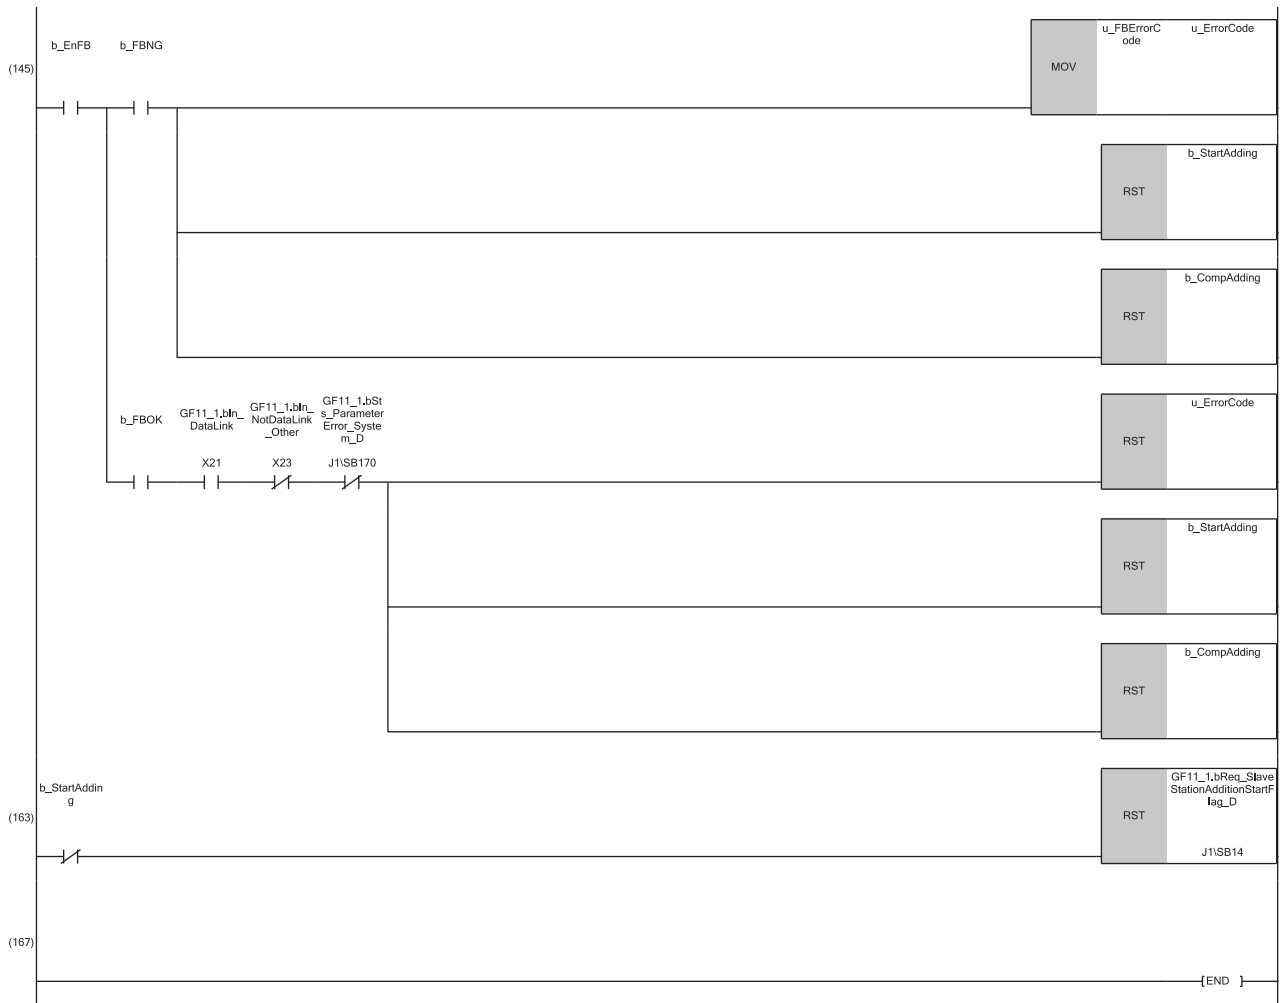 b_EnFB
b_FBNG
u_FBErrorC
ode
u_ErrorCode
(145)
MOV
b_StartAdding
RST
b_CompAdding
RST
b_FBOK
GF11_1.bIn_
DataLink
GF11_1.bIn_
NotDataLink
_Other
GF11_1.bSt
s_Parameter
Error_Syste
m_D
u_ErrorCode
RST
X21
X23
J1\SB170
b_StartAdding
RST
b_CompAdding
RST
b_StartAddin
g
GF11_1.bReq_Slave
StationAdditionStartF
lag_D
(163)
RST
J1\SB14
(167)
[END ]